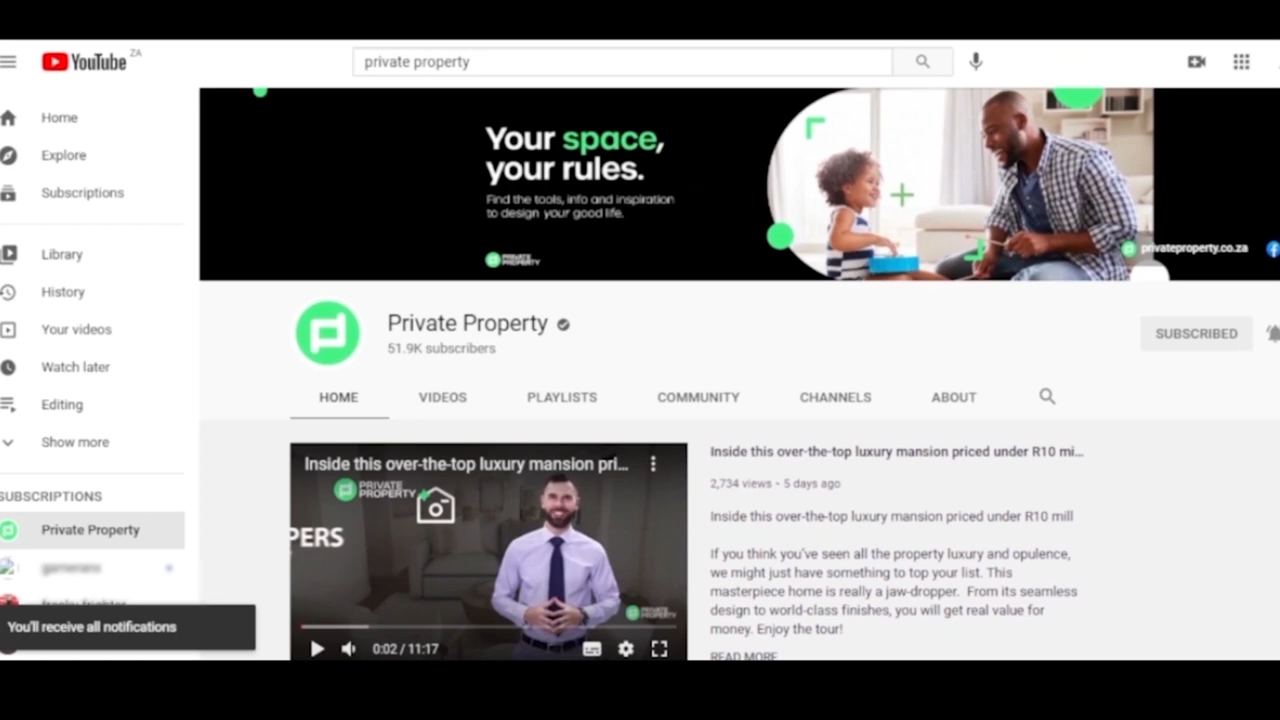 YouTube ZA
private property
Home
Explore
Subscriptions
Library
History
Your videos
Watch later
Editing
Show more
SUBSCRIPTIONS
Private Property
You'll receive all notifications
Your space,
your rules.
Find the tools, info and inspiration
to design your good life.
PRIVATE
PROPERTY
privateproperty.co.za
Private Property
51.9K subscribers
SUBSCRIBED
HOME VIDEOS PLAYLISTS COMMUNITY CHANNELS ABOUT
Inside this over-the-top luxury mansion pri...
PRIVATE
PROPERTY
PERS
PRIVATE
PROPERTY
0:02 / 11:17
Inside this over-the-top luxury mansion priced under R10 mi...
2,734 views • 5 days ago
Inside this over-the-top luxury mansion priced under R10 mill
If you think you've seen all the property luxury and opulence,
we might just have something to top your list. This
masterpiece home is really a jaw-dropper. From its seamless
design to world-class finishes, you will get real value for
money. Enjoy the tour!
READ MORE